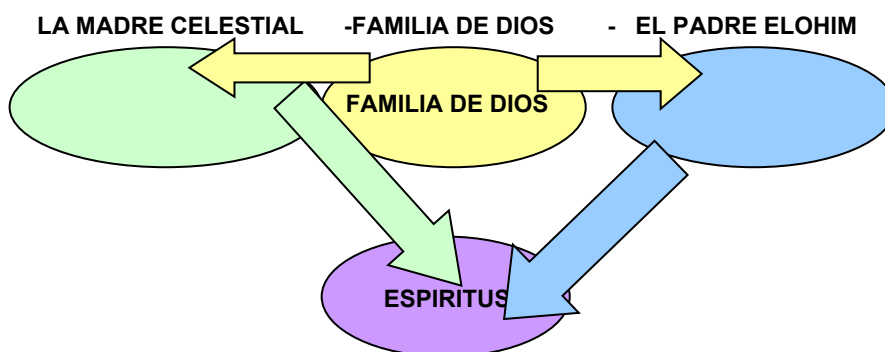 LA MADRE CELESTIAL -FAMILIA DE DIOS - EL PADRE ELOHIM
FAMILIA DE DIOS
ESPIRITUS